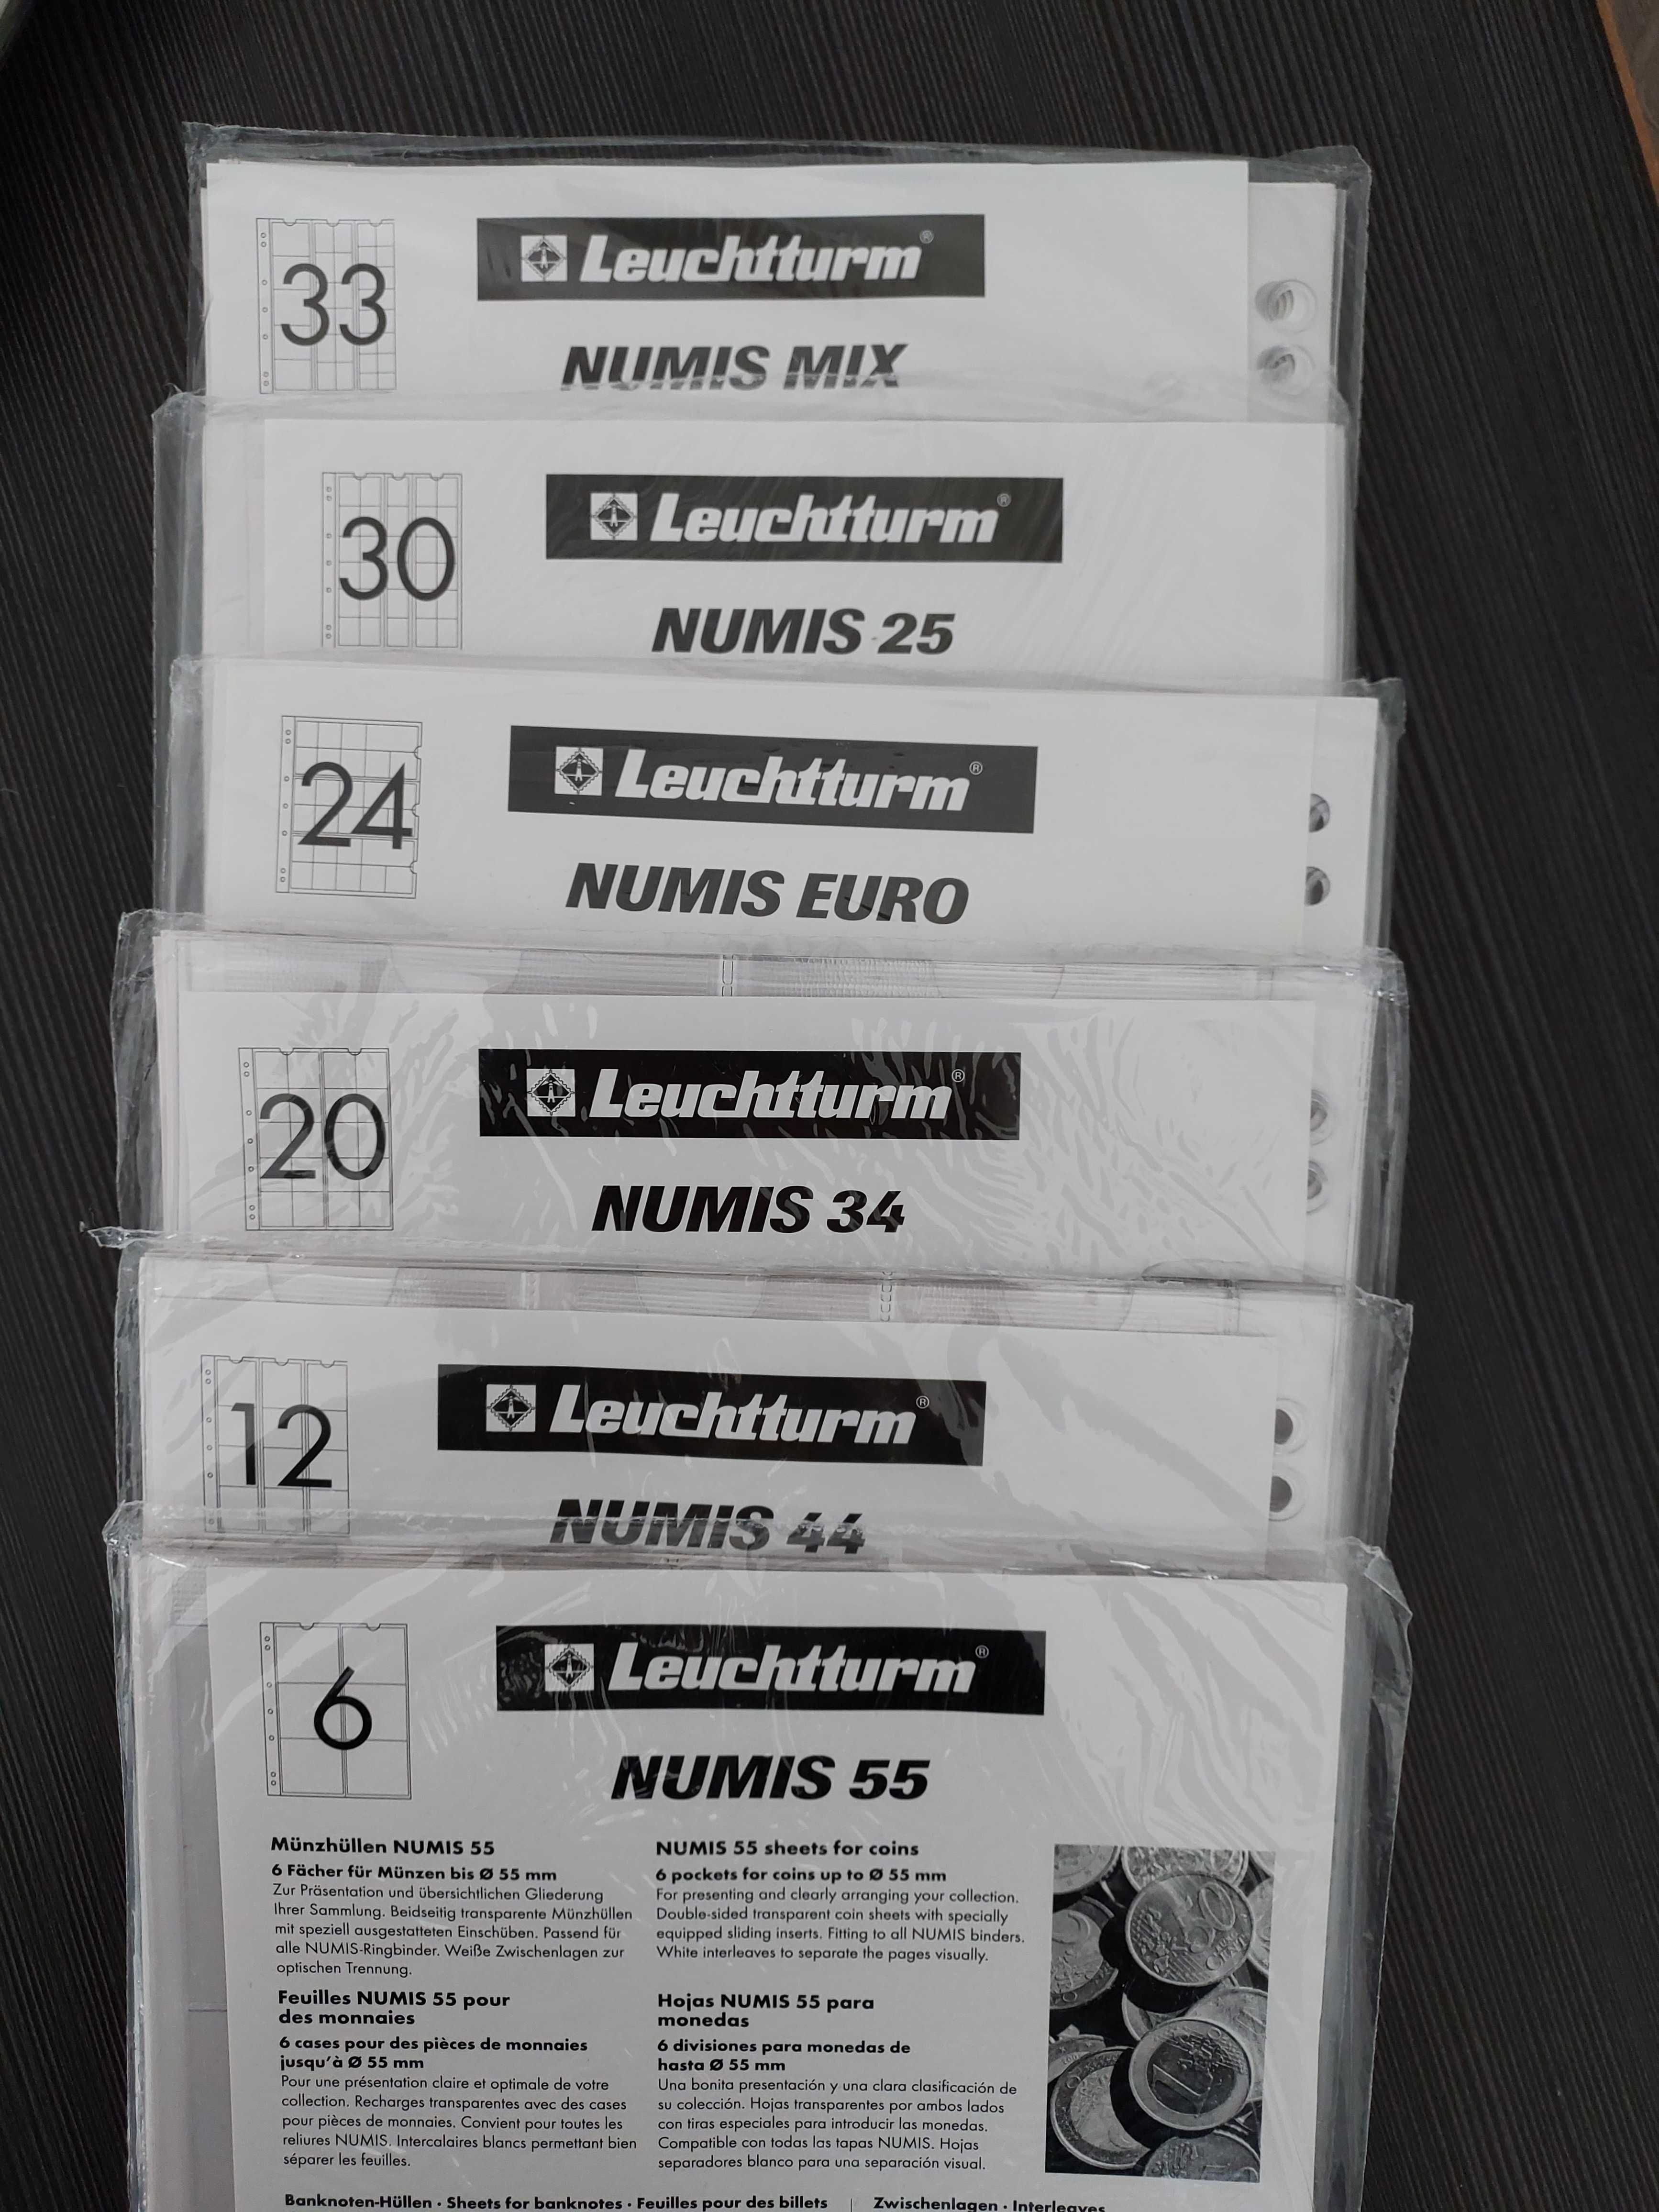 33
Leuchtturm®
NUMIS MIX
30
Leuchtturm®
NUMIS 25
24
Leuchtturm®
NUMIS EURO
20
Leuchtturm®
NUMIS 34
12
Leuchtturm®
NUMIS 44
6
Leuchtturm®
NUMIS 55
Münzhüllen NUMIS 55
6 Fächer für Münzen bis Ø 55 mm
Zur Präsentation und übersichtlichen Gliederung
Ihrer Sammlung. Beidseitig transparente Münzhüllen
mit speziell ausgestatteten Einschüben. Passend für
alle NUMIS-Ringbinder. Weiße Zwischenlagen zur
optischen Trennung.
NUMIS 55 sheets for coins
6 pockets for coins up to Ø 55 mm
For presenting and clearly arranging your collection.
Double-sided transparent coin sheets with specially
equipped sliding inserts. Fitting to all NUMIS binders.
White interleaves to separate the pages visually.
Feuilles NUMIS 55 pour
des monnaies
6 cases pour des pièces de monnaies
jusqu'à Ø 55 mm
Pour une présentation claire et optimale de votre
collection. Recharges transparentes avec des cases
pour pièces de monnaies. Convient pour toutes les
reliures NUMIS. Intercalaires blancs permettant bien
séparer les feuilles.
Hojas NUMIS 55 para
monedas
6 divisiones para monedas de
hasta Ø 55 mm
Una bonita presentación y una clara clasificación de
su colección. Hojas transparentes por ambos lados
con tiras especiales para introducir las monedas.
Compatible con todas las tapas NUMIS. Hojas
separadores blanco para una separación visual.
50
1
Banknoten-Hüllen · Sheets for banknotes · Feuilles pour des billets
Zwischenlagen · Interleaves